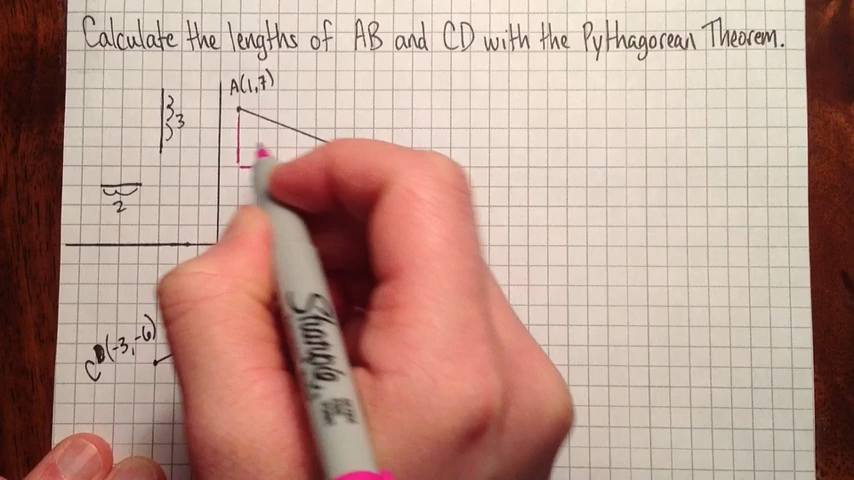 Calculate the lengths of AB and CD with the Pythagorean Theorem.
A(1,7)
3
2
C (-3,-6)
Sharpie